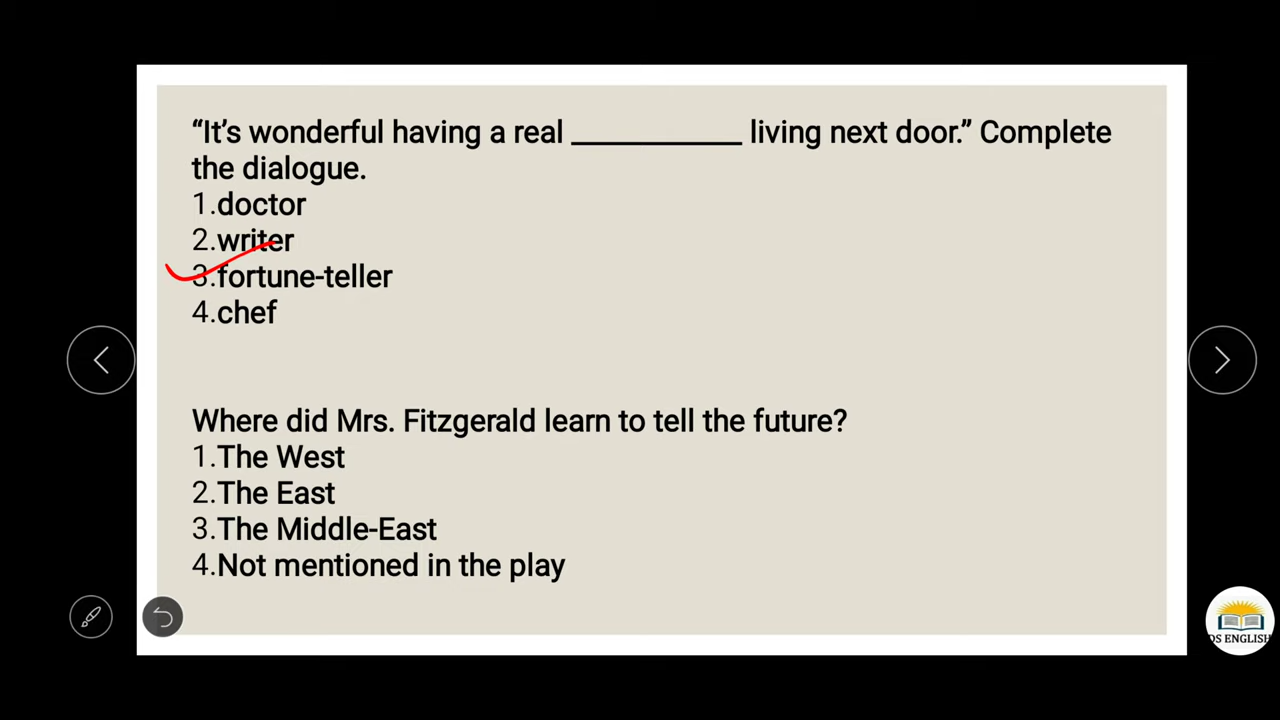 “It’s wonderful having a real ____________ living next door.” Complete
the dialogue.
1.doctor
2.writer
3.fortune-teller
4.chef
Where did Mrs. Fitzgerald learn to tell the future?
1.The West
2.The East
3.The Middle-East
4.Not mentioned in the play
DS ENGLISH